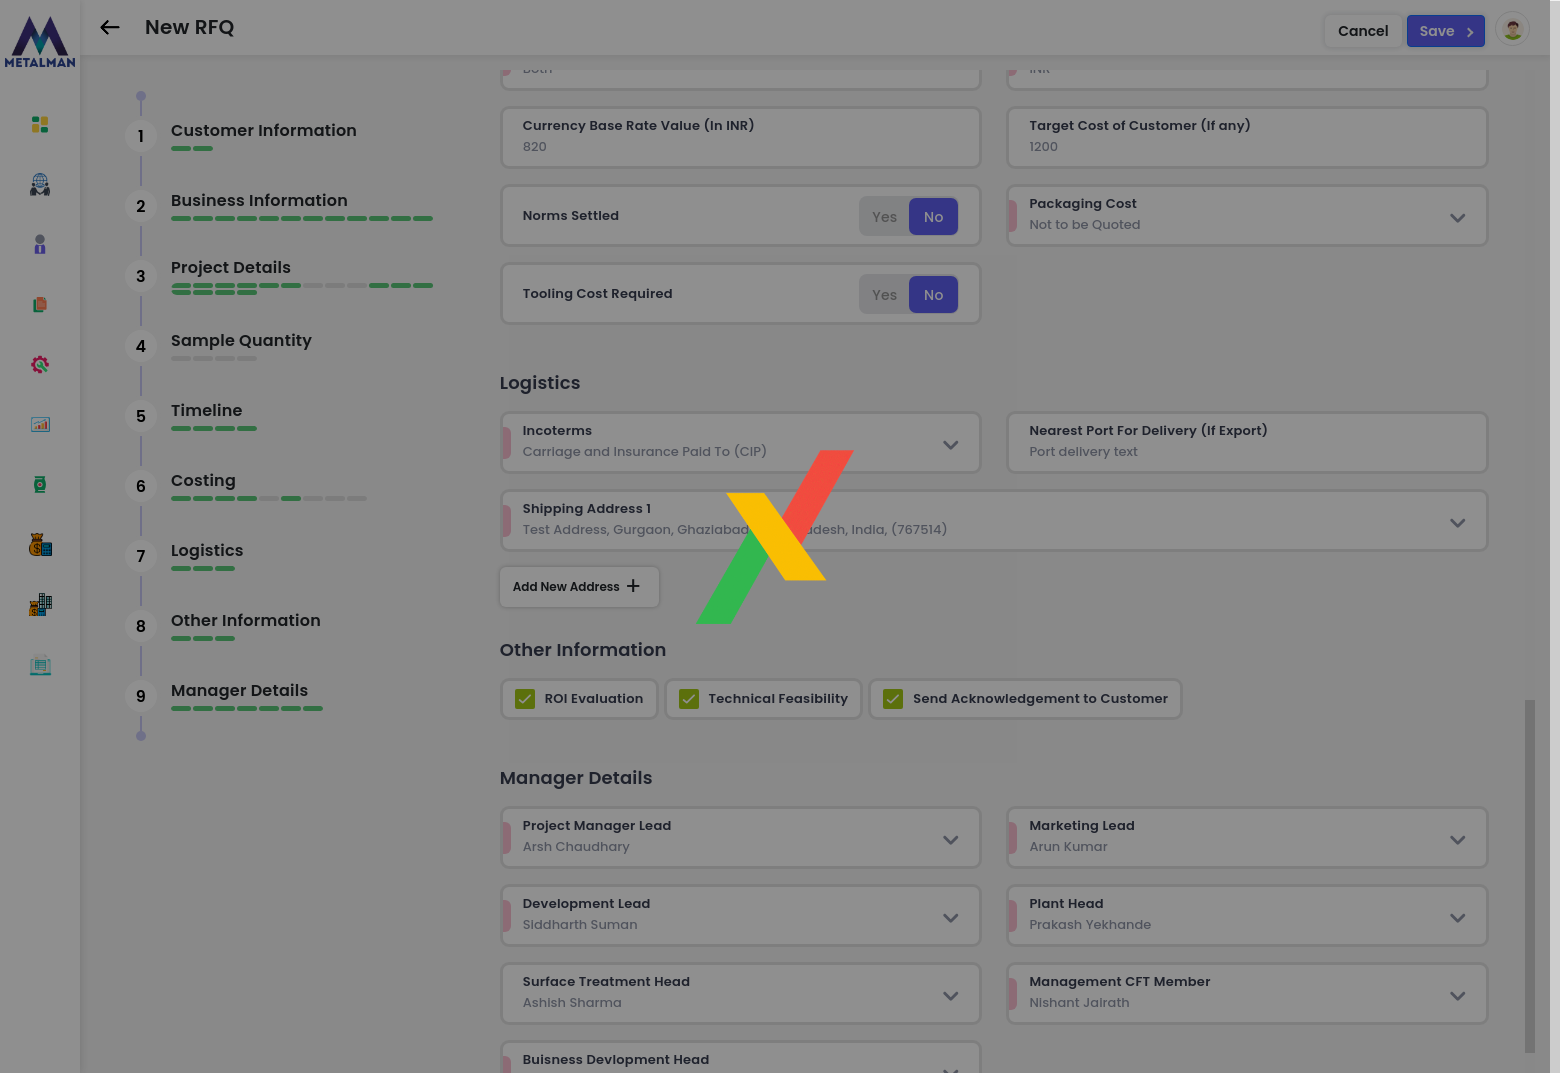 METALMAN
New RFQ
Cancel
Save
1
Customer Information
2
Business Information
3
Project Details
4
Sample Quantity
5
Timeline
6
Costing
7
Logistics
8
Other Information
9
Manager Details
Both
INR
Currency Base Rate Value (In INR)
820
Target Cost of Customer (If any)
1200
Norms Settled
Yes
No
Packaging Cost
Not to be Quoted
Tooling Cost Required
Yes
No
Logistics
Incoterms
Carriage and Insurance Paid To (CIP)
Nearest Port For Delivery (If Export)
Port delivery text
Shipping Address 1
Test Address, Gurgaon, Ghaziabad desh, India, (767514)
Add New Address
Other Information
ROI Evaluation
Technical Feasibility
Send Acknowledgement to Customer
Manager Details
Project Manager Lead
Arsh Chaudhary
Marketing Lead
Arun Kumar
Development Lead
Siddharth Suman
Plant Head
Prakash Yekhande
Surface Treatment Head
Ashish Sharma
Management CFT Member
Nishant Jairath
Buisness Devlopment Head